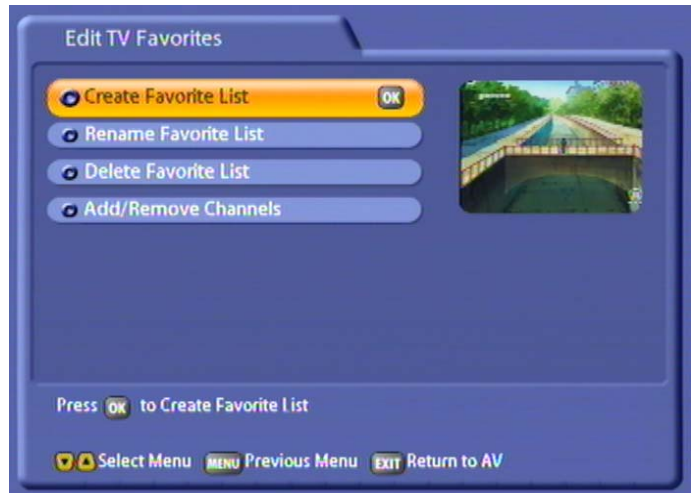 Edit TV Favorites
Create Favorite List OK
Rename Favorite List
Delete Favorite List
Add/Remove Channels
Press OK to Create Favorite List
Select Menu MENU Previous Menu EXIT Return to AV